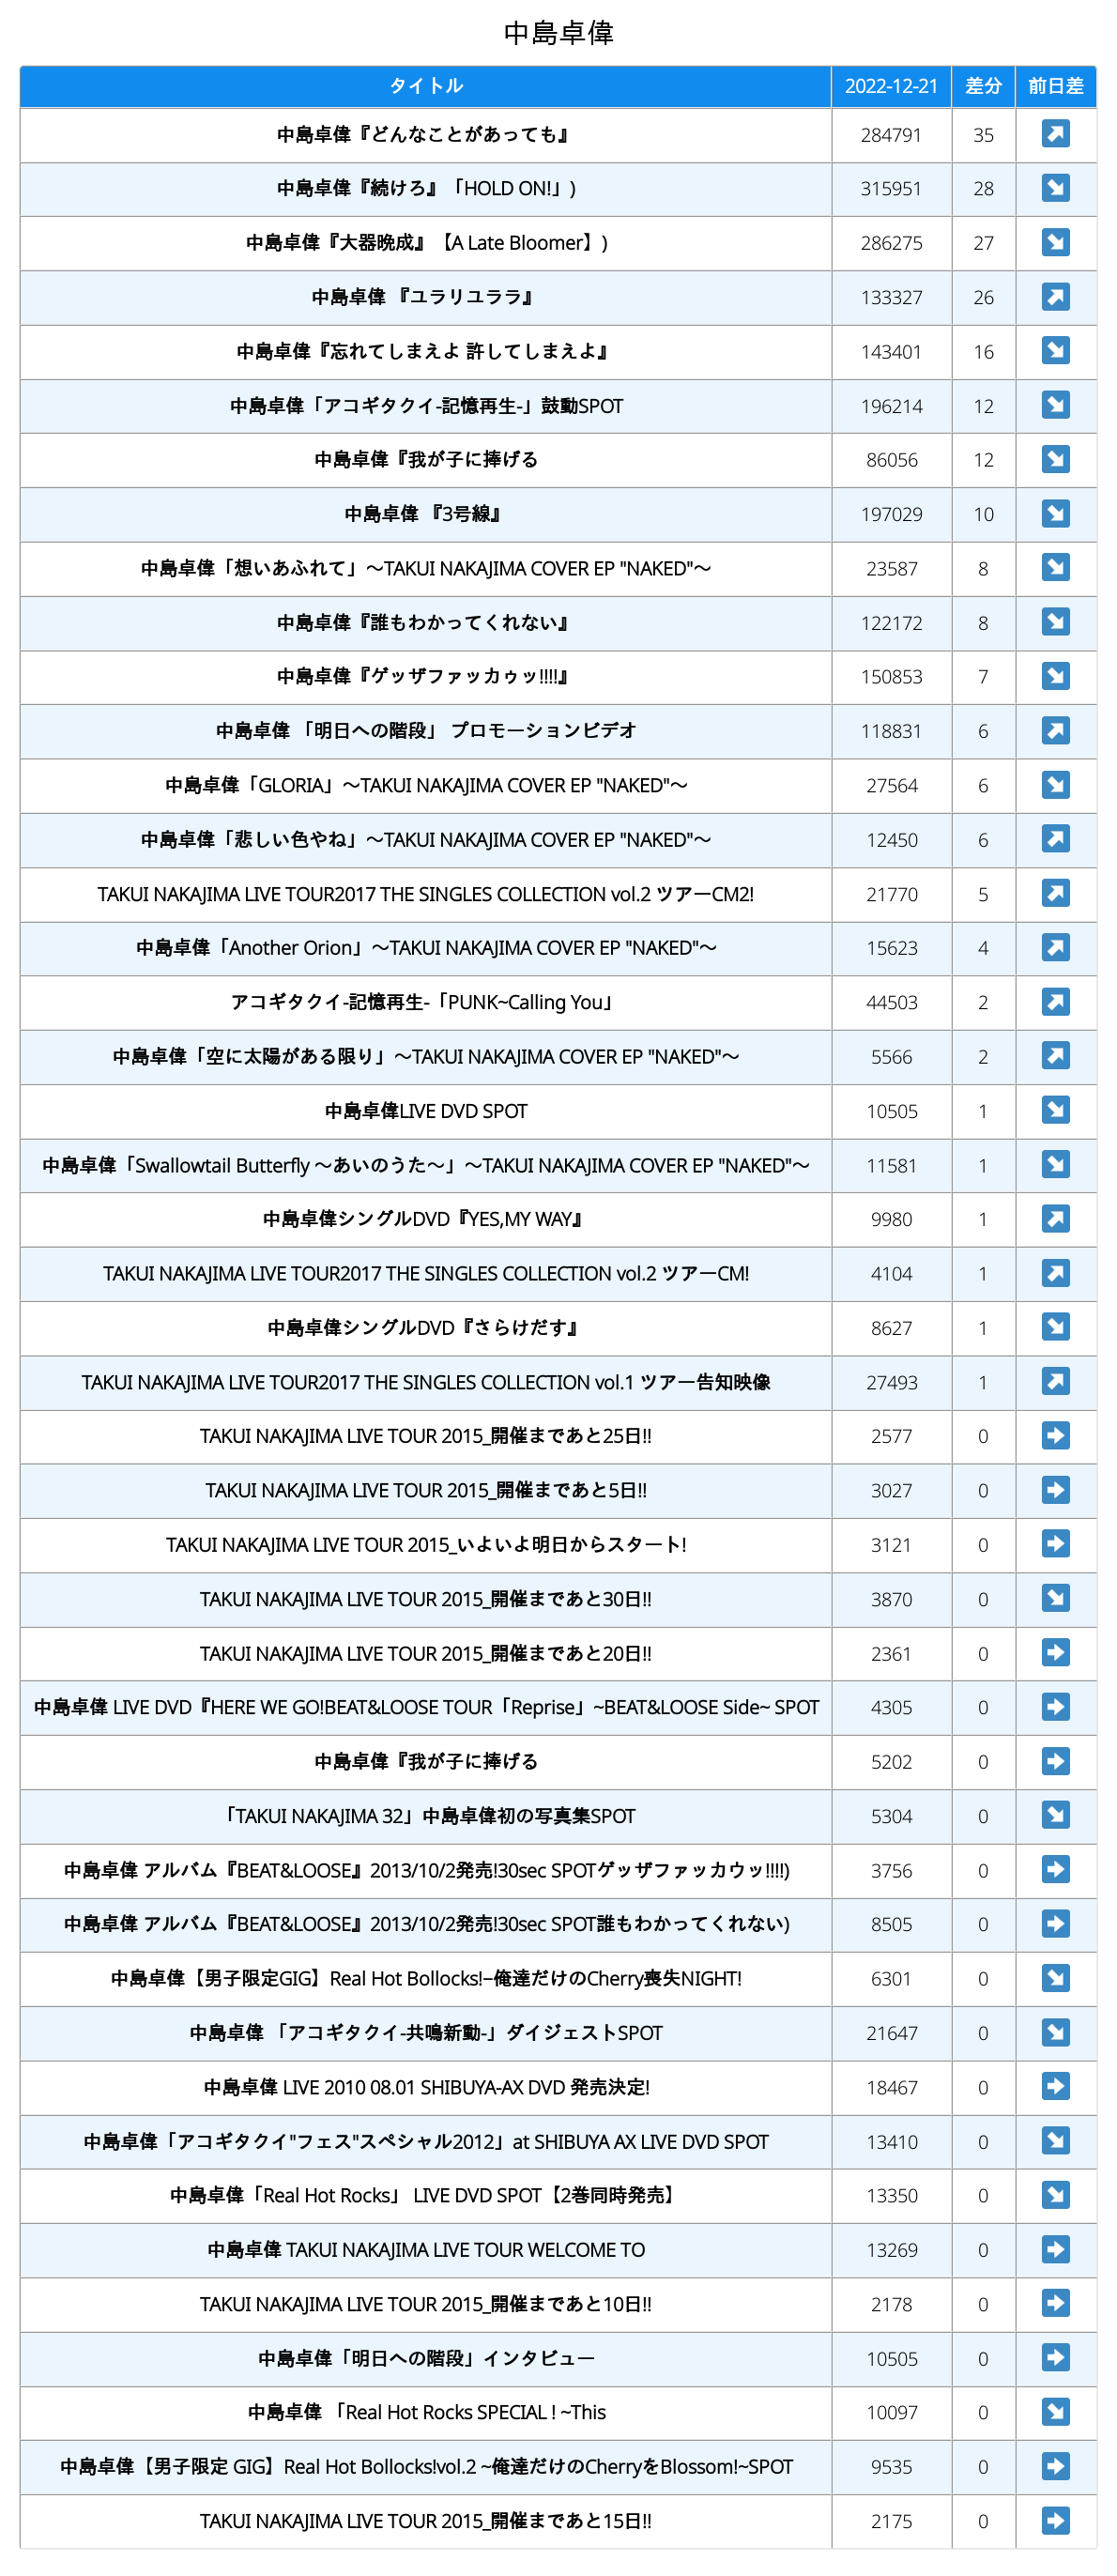 中島卓偉
タイトル 2022-12-21 差分 前日差
中島卓偉『どんなことがあっても』 284791 35 ↗
中島卓偉『続けろ』「HOLD ON!」) 315951 28 ↘
中島卓偉『大器晩成』【A Late Bloomer】) 286275 27 ↘
中島卓偉 『ユラリユララ』 133327 26 ↗
中島卓偉『忘れてしまえよ 許してしまえよ』 143401 16 ↘
中島卓偉「アコギタクイ-記憶再生-」鼓動SPOT 196214 12 ↘
中島卓偉『我が子に捧げる 86056 12 ↘
中島卓偉 『3号線』 197029 10 ↘
中島卓偉「想いあふれて」～TAKUI NAKAJIMA COVER EP "NAKED"～ 23587 8 ↘
中島卓偉『誰もわかってくれない』 122172 8 ↘
中島卓偉『ゲッザファッカゥッ!!!!』 150853 7 ↘
中島卓偉 「明日への階段」 プロモーションビデオ 118831 6 ↗
中島卓偉「GLORIA」～TAKUI NAKAJIMA COVER EP "NAKED"～ 27564 6 ↘
中島卓偉「悲しい色やね」～TAKUI NAKAJIMA COVER EP "NAKED"～ 12450 6 ↗
TAKUI NAKAJIMA LIVE TOUR2017 THE SINGLES COLLECTION vol.2 ツアーCM2! 21770 5 ↗
中島卓偉「Another Orion」～TAKUI NAKAJIMA COVER EP "NAKED"～ 15623 4 ↗
アコギタクイ-記憶再生-「PUNK~Calling You」 44503 2 ↗
中島卓偉「空に太陽がある限り」～TAKUI NAKAJIMA COVER EP "NAKED"～ 5566 2 ↗
中島卓偉LIVE DVD SPOT 10505 1 ↘
中島卓偉「Swallowtail Butterfly ～あいのうた～」～TAKUI NAKAJIMA COVER EP "NAKED"～ 11581 1 ↘
中島卓偉シングルDVD『YES,MY WAY』 9980 1 ↗
TAKUI NAKAJIMA LIVE TOUR2017 THE SINGLES COLLECTION vol.2 ツアーCM! 4104 1 ↗
中島卓偉シングルDVD『さらけだす』 8627 1 ↘
TAKUI NAKAJIMA LIVE TOUR2017 THE SINGLES COLLECTION vol.1 ツアー告知映像 27493 1 ↗
TAKUI NAKAJIMA LIVE TOUR 2015_開催まであと25日!! 2577 0 ➡
TAKUI NAKAJIMA LIVE TOUR 2015_開催まであと5日!! 3027 0 ➡
TAKUI NAKAJIMA LIVE TOUR 2015_いよいよ明日からスタート! 3121 0 ➡
TAKUI NAKAJIMA LIVE TOUR 2015_開催まであと30日!! 3870 0 ↘
TAKUI NAKAJIMA LIVE TOUR 2015_開催まであと20日!! 2361 0 ➡
中島卓偉 LIVE DVD『HERE WE GO!BEAT&LOOSE TOUR「Reprise」~BEAT&LOOSE Side~ SPOT 4305 0 ➡
中島卓偉『我が子に捧げる 5202 0 ➡
「TAKUI NAKAJIMA 32」中島卓偉初の写真集SPOT 5304 0 ↘
中島卓偉 アルバム『BEAT&LOOSE』2013/10/2発売!30sec SPOTゲッザファッカウッ!!!!) 3756 0 ➡
中島卓偉 アルバム『BEAT&LOOSE』2013/10/2発売!30sec SPOT誰もわかってくれない) 8505 0 ➡
中島卓偉【男子限定GIG】Real Hot Bollocks!−俺達だけのCherry喪失NIGHT! 6301 0 ↘
中島卓偉 「アコギタクイ-共鳴新動-」ダイジェストSPOT 21647 0 ↘
中島卓偉 LIVE 2010 08.01 SHIBUYA-AX DVD 発売決定! 18467 0 ➡
中島卓偉「アコギタクイ"フェス"スペシャル2012」at SHIBUYA AX LIVE DVD SPOT 13410 0 ↘
中島卓偉「Real Hot Rocks」 LIVE DVD SPOT【2巻同時発売】 13350 0 ↘
中島卓偉 TAKUI NAKAJIMA LIVE TOUR WELCOME TO 13269 0 ➡
TAKUI NAKAJIMA LIVE TOUR 2015_開催まであと10日!! 2178 0 ➡
中島卓偉「明日への階段」インタビュー 10505 0 ➡
中島卓偉 「Real Hot Rocks SPECIAL ! ~This 10097 0 ↘
中島卓偉【男子限定 GIG】Real Hot Bollocks!vol.2 ~俺達だけのCherryをBlossom!~SPOT 9535 0 ➡
TAKUI NAKAJIMA LIVE TOUR 2015_開催まであと15日!! 2175 0 ➡